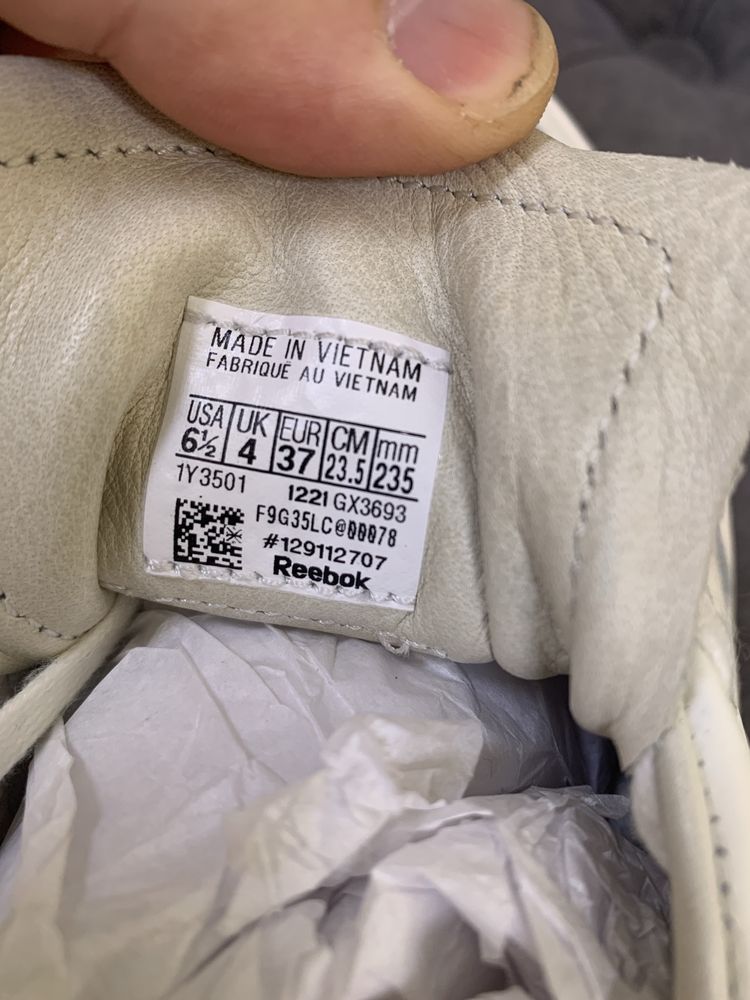 MADE IN VIETNAM
FABRIQUÉ AU VIETNAM
USA UK EUR CM mm
6½ 4 37 23.5 235
1Y3501 1221 GX3693
F9G35LC@00078
#129112707
Reebok